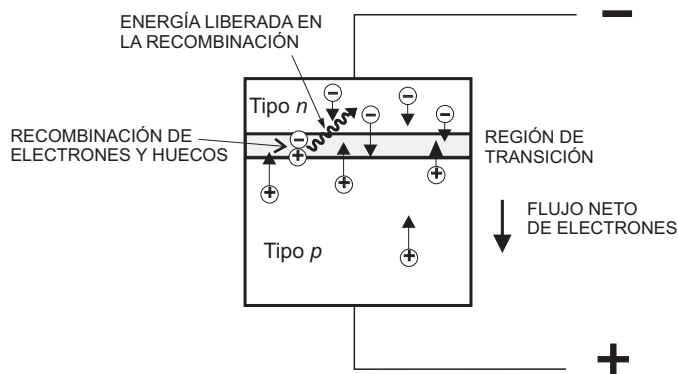 ENERGÍA LIBERADA EN
LA RECOMBINACIÓN
−
Tipo n
RECOMBINACIÓN DE
ELECTRONES Y HUECOS
REGIÓN DE
TRANSICIÓN
FLUJO NETO
DE ELECTRONES
Tipo p
+